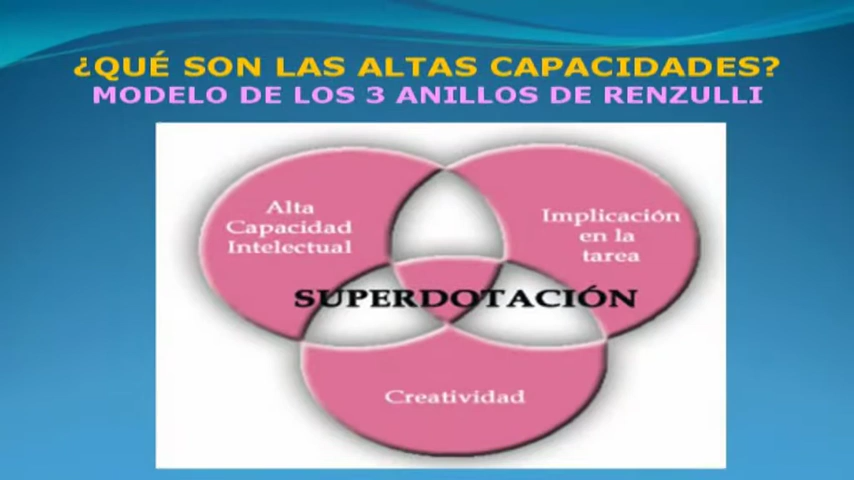 ¿QUÉ SON LAS ALTAS CAPACIDADES?
MODELO DE LOS 3 ANILLOS DE RENZULLI
Alta
Capacidad
Intelectual
Implicación
en la
tarea
SUPERDOTACIÓN
Creatividad